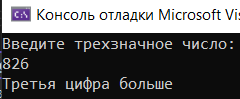 Консоль отладки Microsoft Vis
Введите трехзначное число:
826
Третья цифра больше